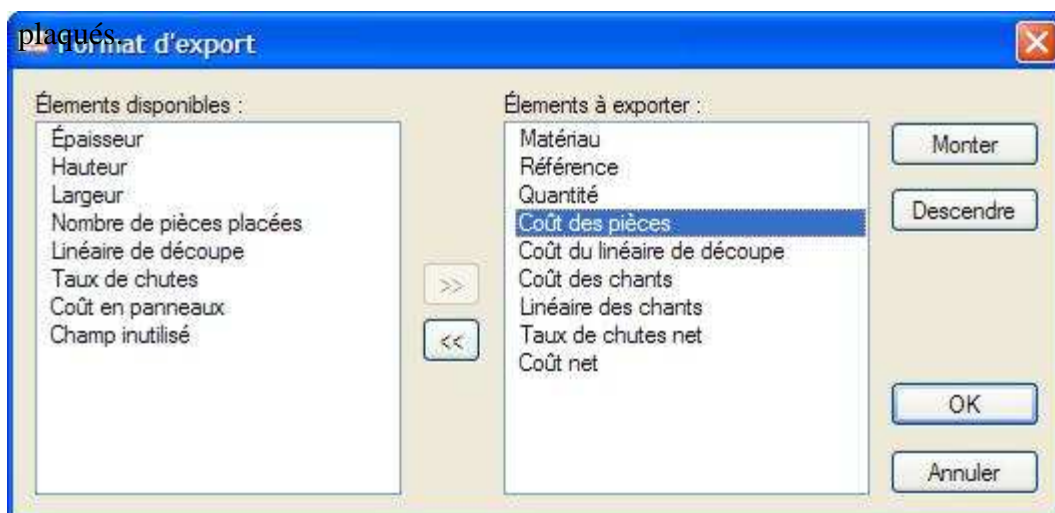 plaqués.
Format d'export
Élements disponibles :
Épaisseur
Hauteur
Largeur
Nombre de pièces placées
Linéaire de découpe
Taux de chutes
Coût en panneaux
Champ inutilisé
>>
<<
Élements à exporter :
Matériau
Référence
Quantité
Coût des pièces
Coût du linéaire de découpe
Coût des chants
Linéaire des chants
Taux de chutes net
Coût net
Monter
Descendre
OK
Annuler